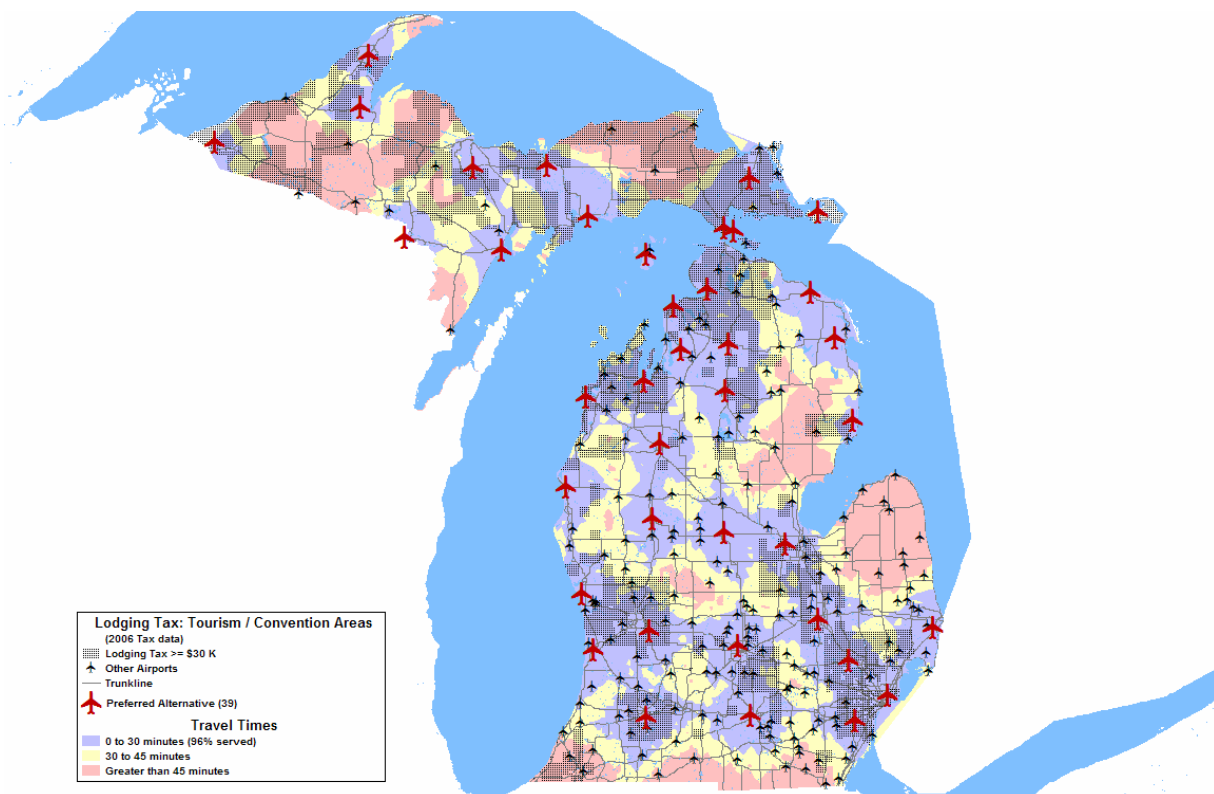 Lodging Tax: Tourism / Convention Areas
(2006 Tax data)
Lodging Tax >= $30 K
Other Airports
Trunkline
Preferred Alternative (39)
Travel Times
0 to 30 minutes (96% served)
30 to 45 minutes
Greater than 45 minutes